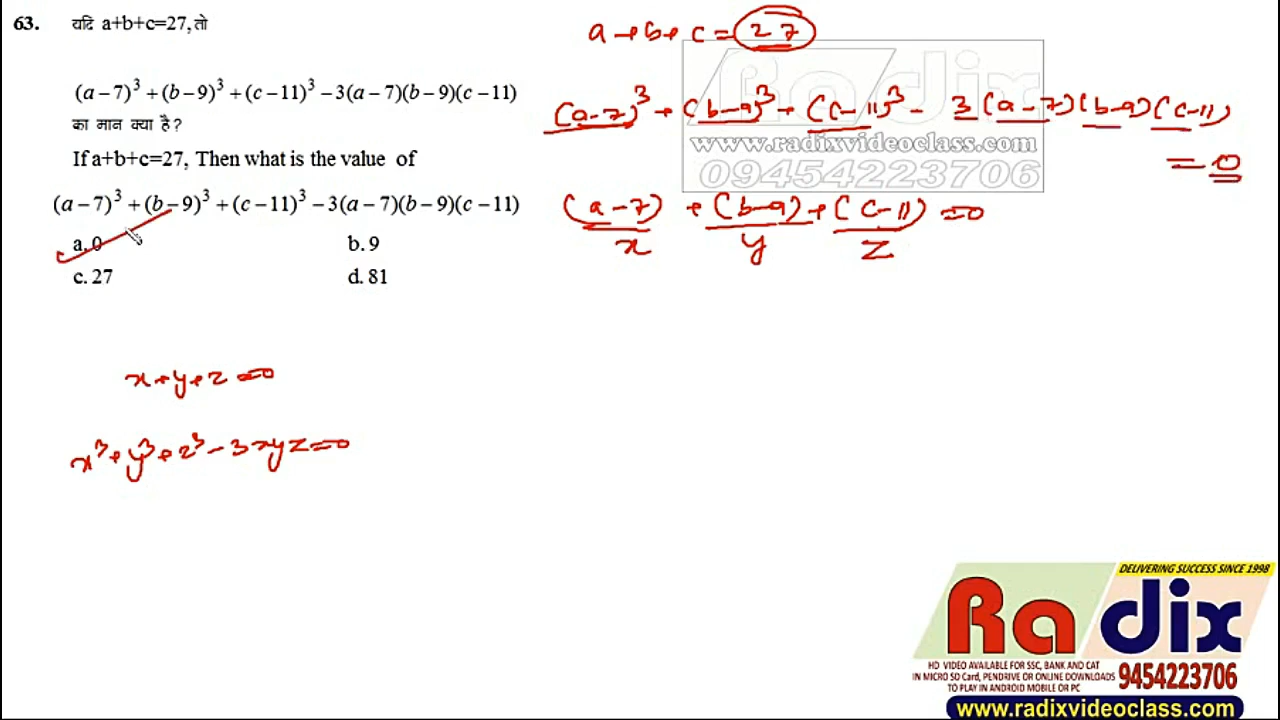 63. यदि a+b+c=27, तो
(a−7)³+(b−9)³+(c−11)³−3(a−7)(b−9)(c−11)
का मान क्या है?
If a+b+c=27, Then what is the value of
(a−7)³+(b−9)³+(c−11)³−3(a−7)(b−9)(c−11)
a. 0 b. 9
c. 27 d. 81
x+y+z=0
x³+y³+z³−3xyz=0
a+b+c=27
(a-7)³+(b-9)³+(c-11)³-3(a-7)(b-9)(c-11)
=0
(a-7)+(b-9)+(c-11)=0
x y z
Radix
www.radixvideoclass.com
09454223706
DELIVERING SUCCESS SINCE 1998
Radix
HD VIDEO AVAILABLE FOR SSC, BANK AND CAT
IN MICRO SD Card, PENDRIVE OR ONLINE DOWNLOADS
TO PLAY IN ANDROID MOBILE OR PC
9454223706
www.radixvideoclass.com